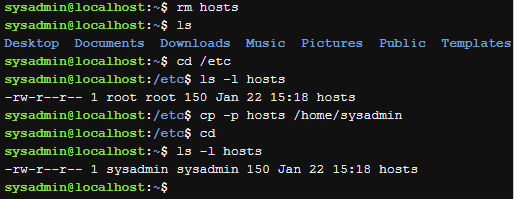 sysadmin@localhost:~$ rm hosts
sysadmin@localhost:~$ ls
Desktop Documents Downloads Music Pictures Public Templates
sysadmin@localhost:~$ cd /etc
sysadmin@localhost:/etc$ ls -l hosts
-rw-r--r-- 1 root root 150 Jan 22 15:18 hosts
sysadmin@localhost:/etc$ cp -p hosts /home/sysadmin
sysadmin@localhost:/etc$ cd
sysadmin@localhost:~$ ls -l hosts
-rw-r--r-- 1 sysadmin sysadmin 150 Jan 22 15:18 hosts
sysadmin@localhost:~$